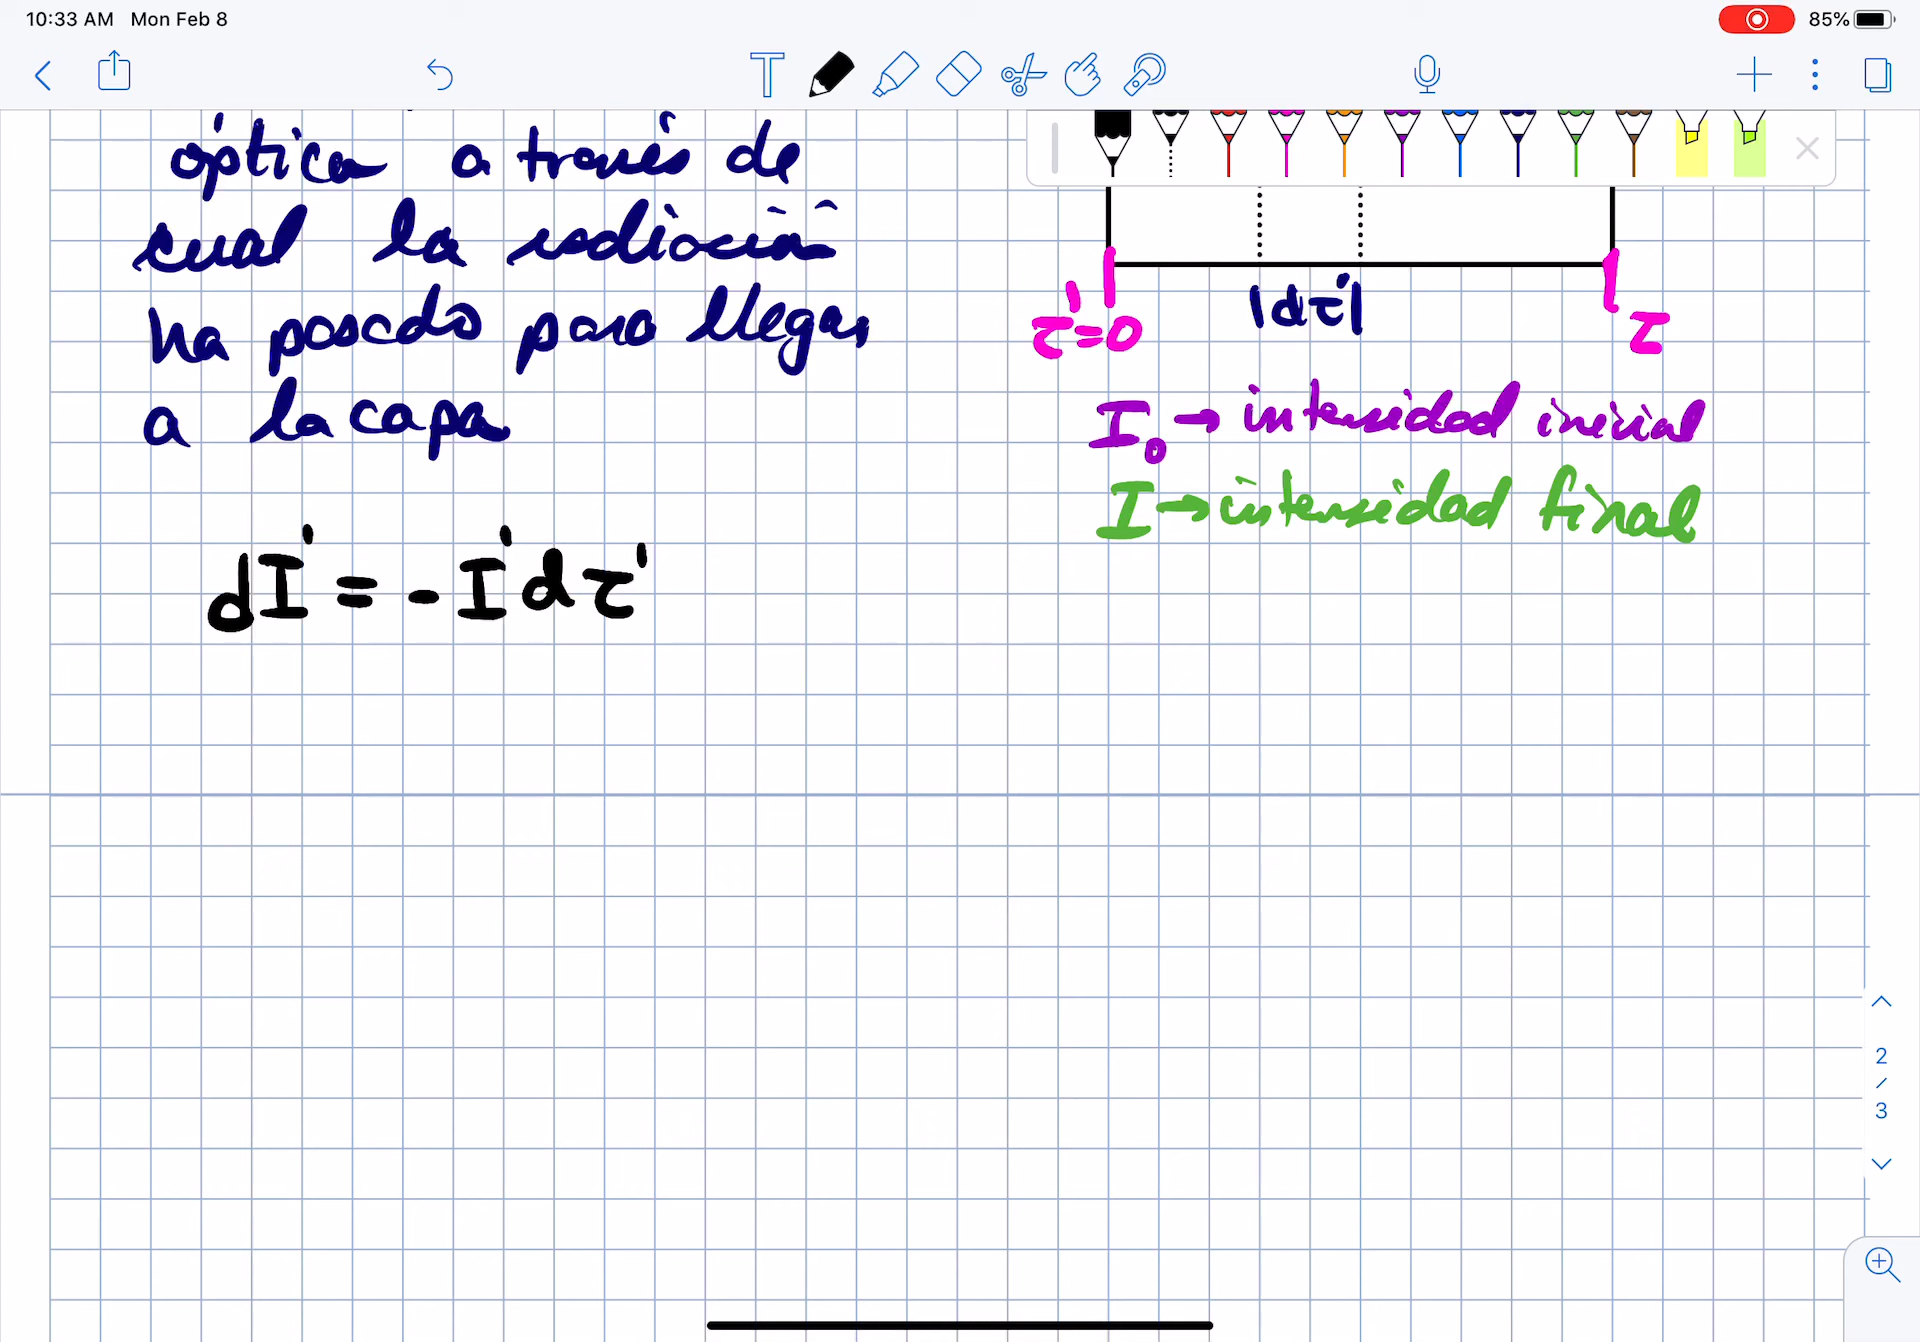 10:33 AM Mon Feb 8
85%
óptica a través de
cual la radiación
ha pasado para llegar
a la capa
dI' = -I'dτ'
|dτ'|
τ'=0
τ
I₀ → intensidad inicial
I → intensidad final
2
/
3